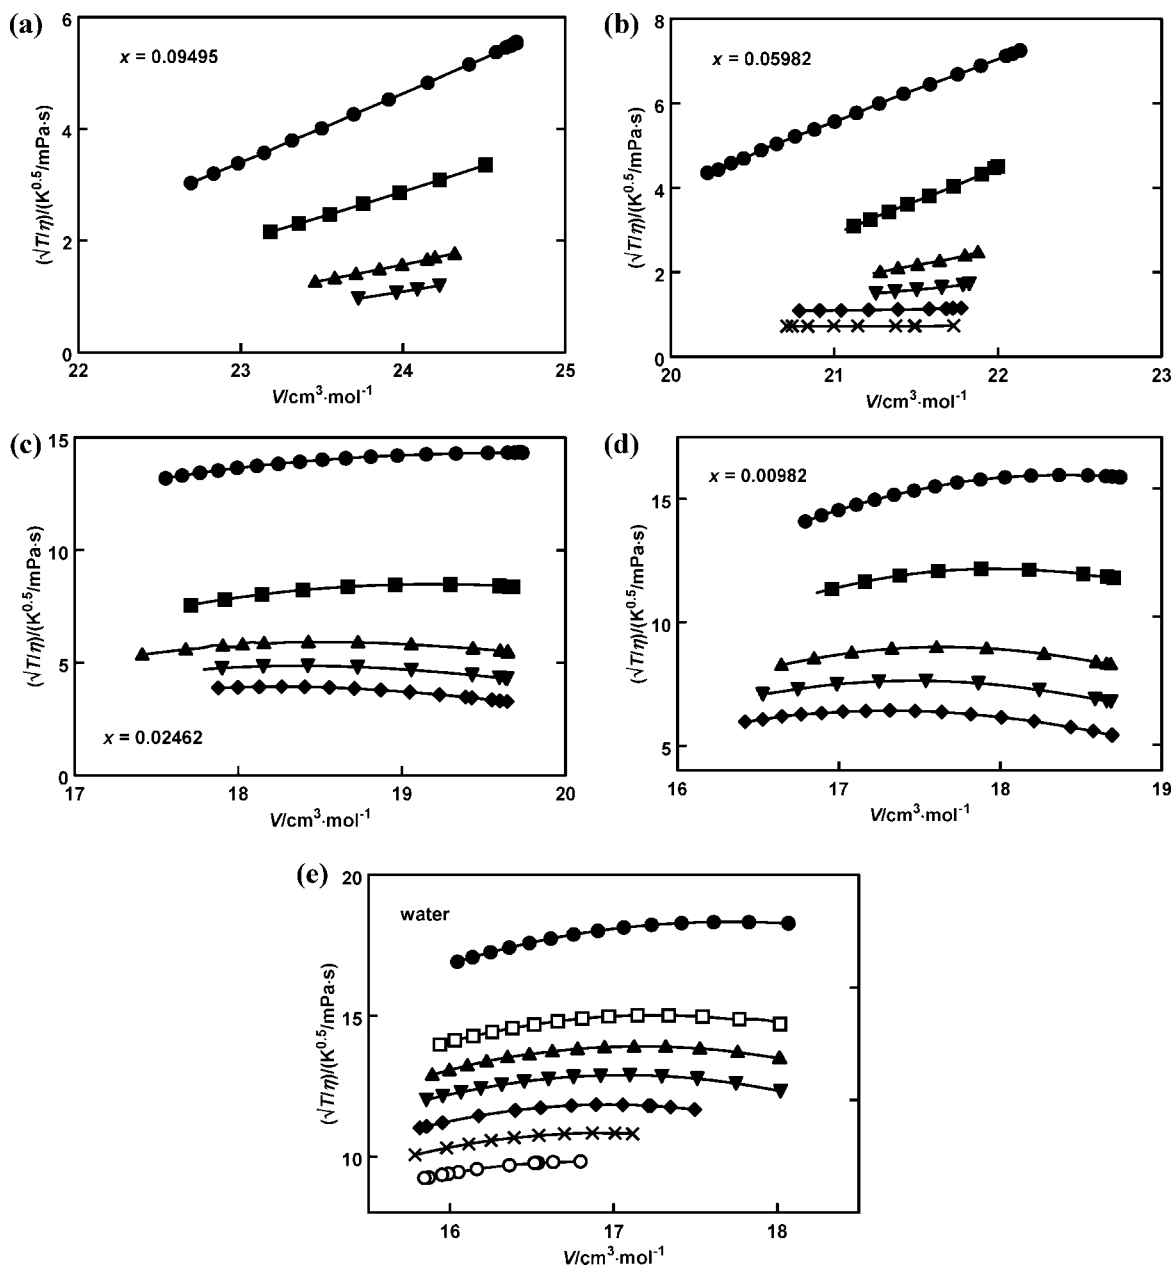 (a)
6
4
2
0
x = 0.09495
(√T/η)/(K^0.5/mPa·s)
22 23 24 25
V/cm³·mol⁻¹
(b)
8
6
4
2
0
x = 0.05982
(√T/η)/(K^0.5/mPa·s)
20 21 22 23
V/cm³·mol⁻¹
(c)
15
10
5
0
x = 0.02462
(√T/η)/(K^0.5/mPa·s)
17 18 19 20
V/cm³·mol⁻¹
(d)
15
10
5
x = 0.00982
(√T/η)/(K^0.5/mPa·s)
16 17 18 19
V/cm³·mol⁻¹
(e)
20
15
10
water
(√T/η)/(K^0.5/mPa·s)
16 17 18
V/cm³·mol⁻¹